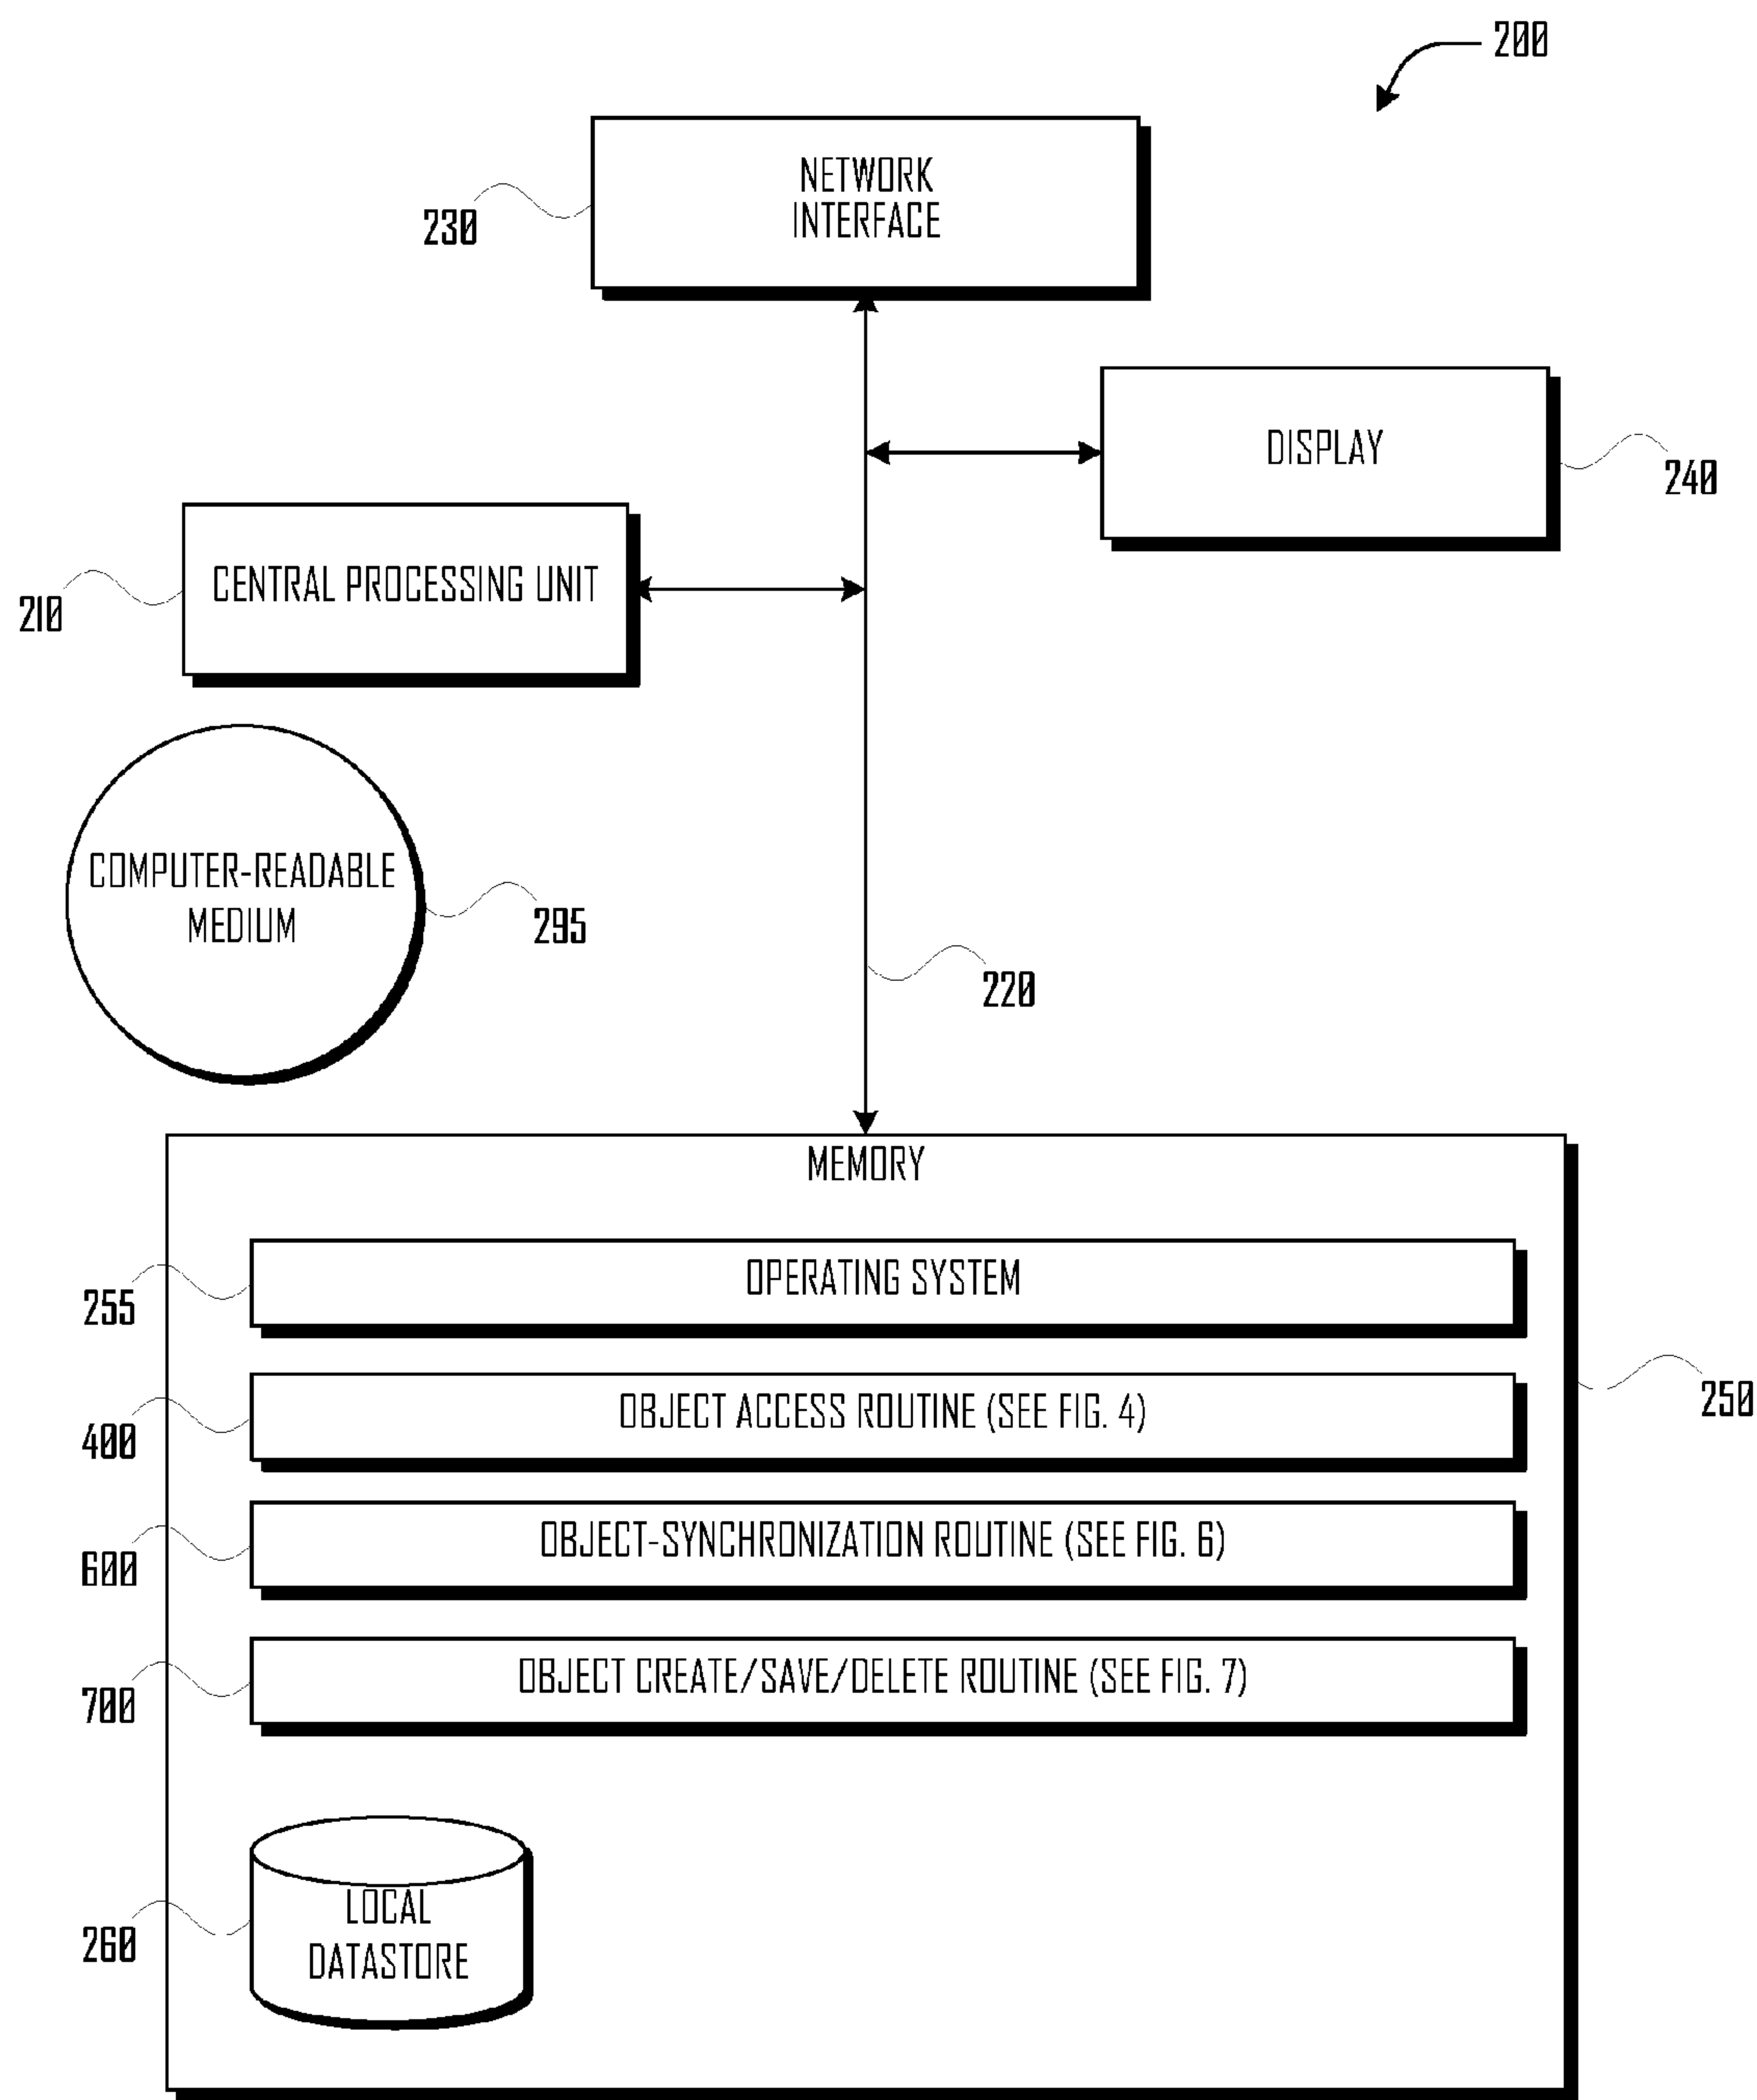 200
NETWORK
INTERFACE
230
DISPLAY
240
CENTRAL PROCESSING UNIT
210
COMPUTER-READABLE
MEDIUM
295
220
MEMORY
OPERATING SYSTEM
255
250
OBJECT ACCESS ROUTINE (SEE FIG. 4)
400
OBJECT-SYNCHRONIZATION ROUTINE (SEE FIG. 6)
600
OBJECT CREATE/SAVE/DELETE ROUTINE (SEE FIG. 7)
700
LOCAL
DATASTORE
260